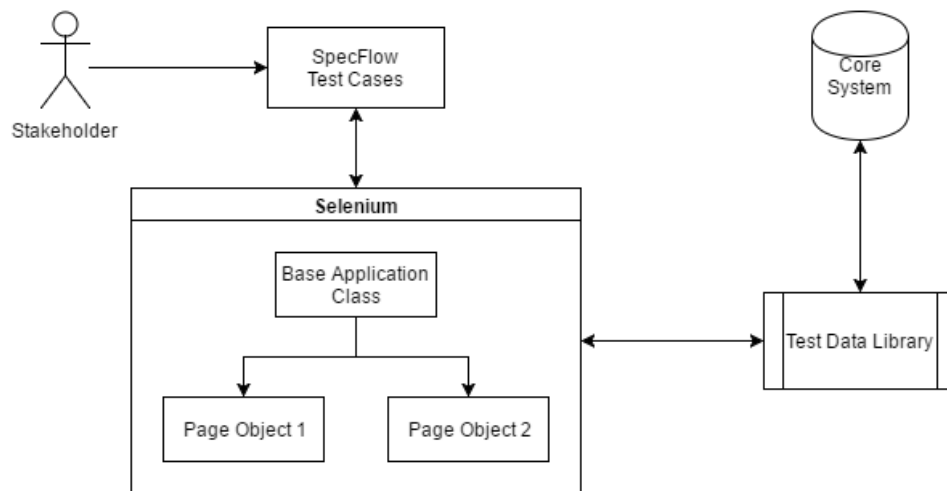 SpecFlow
Test Cases
Stakeholder
Core
System
Selenium
Base Application
Class
Test Data Library
Page Object 1
Page Object 2